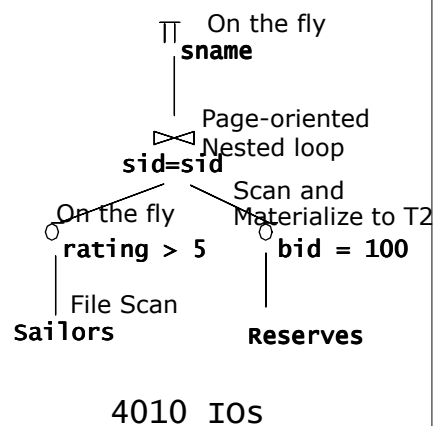 On the fly
sname
Page-oriented
Nested loop
sid=sid
Scan and
On the fly
Materialize to T2
rating > 5
bid = 100
File Scan
Sailors
Reserves
4010 IOs